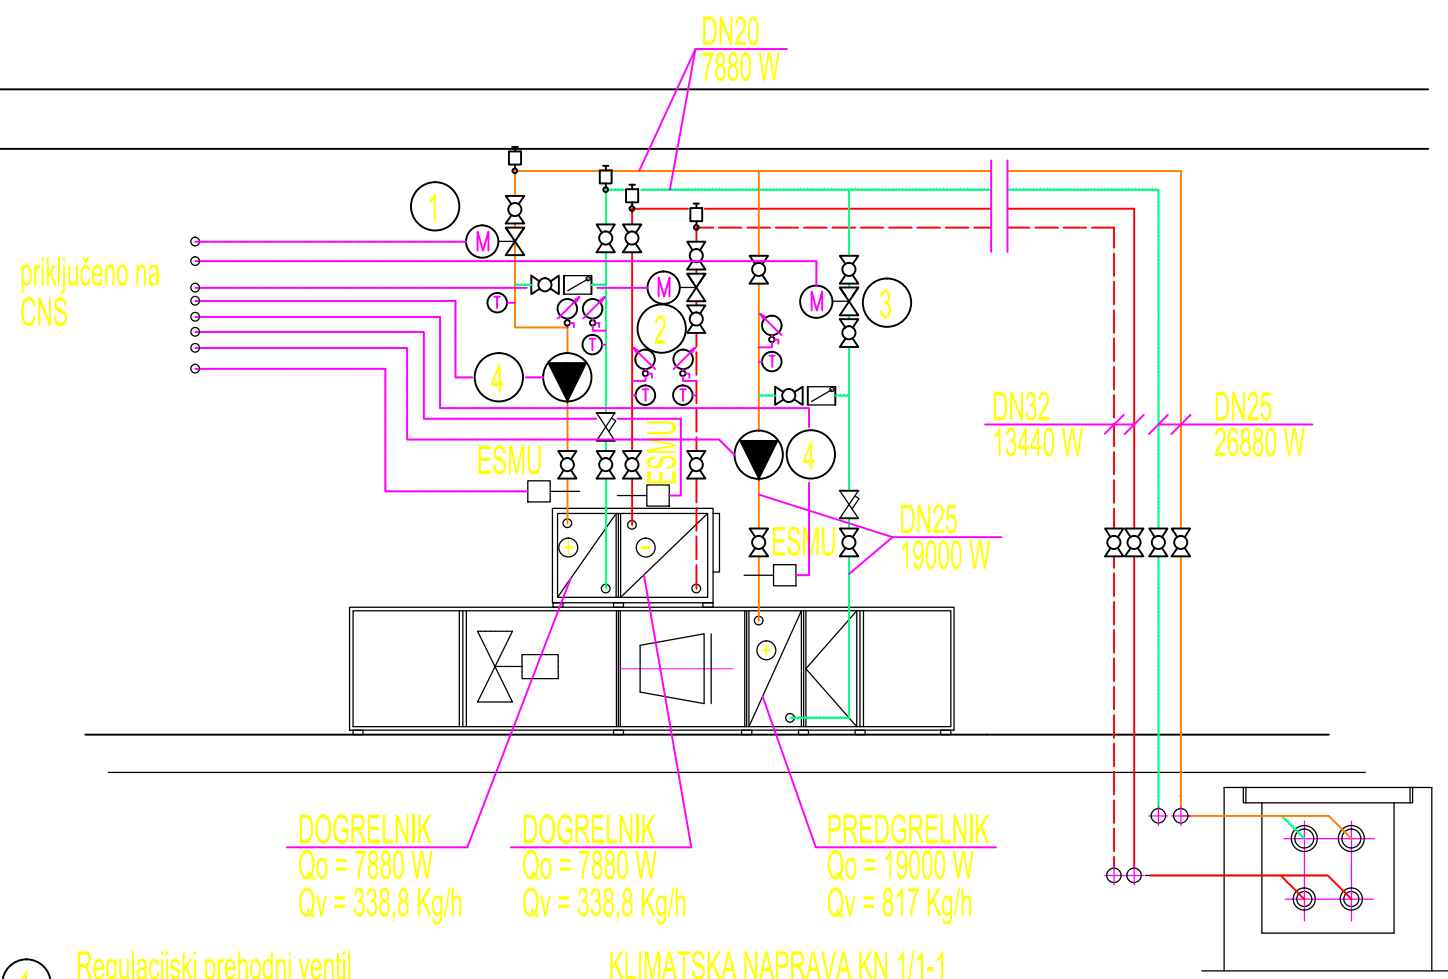 DN20
7880 W
1
M
priključeno na
CNS
M
M
3
T
2
T
4
T
T
T
DN32
13440 W
DN25
26880 W
ESMU
ESMU
4
DN25
19000 W
ESMU
+
-
+
DOGRELNIK
Qo = 7880 W
Qv = 338,8 Kg/h
DOGRELNIK
Qo = 7880 W
Qv = 338,8 Kg/h
PREDGRELNIK
Qo = 19000 W
Qv = 817 Kg/h
1
Regulacijski prehodni ventil
KLIMATSKA NAPRAVA KN 1/1-1